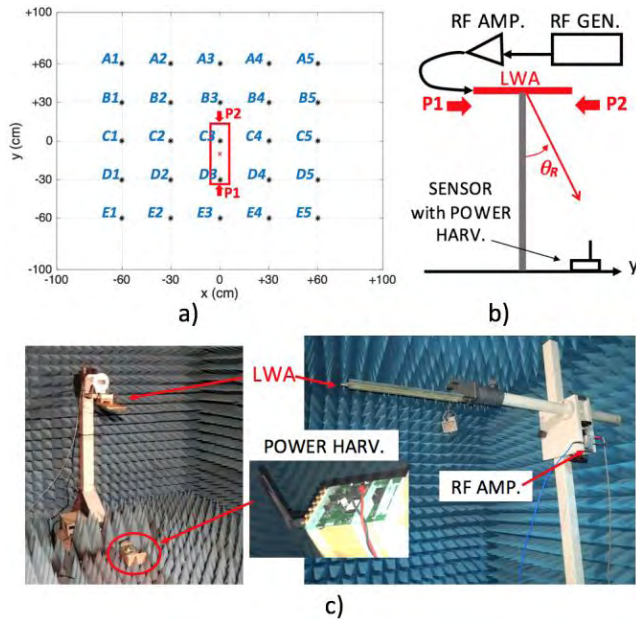 +100
+60
+30
0
-30
-60
-100
y (cm)
A1 A2 A3 A4 A5
B1 B2 B3 B4 B5
P2
C1 C2 C3 C4 C5
D1 D2 D3 D4 D5
P1
E1 E2 E3 E4 E5
-100 -60 -30 0 +30 +60 +100
x (cm)
a)
RF AMP. RF GEN.
LWA
P1 P2
θR
SENSOR
with POWER
HARV.
y
b)
LWA
POWER HARV.
RF AMP.
c)